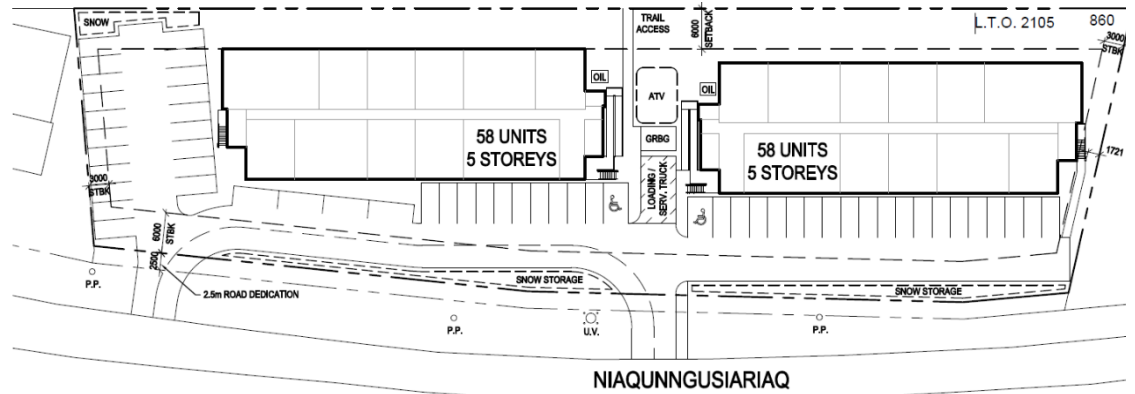 SNOW
TRAIL
ACCESS
6000
SETBACK
L.T.O. 2105
860
3000
STBK
OIL
ATV
OIL
58 UNITS
5 STOREYS
GRBG
58 UNITS
5 STOREYS
1721
LOADING /
SERV. TRUCK
3000
STBK
6000
STBK
2500
P.P.
2.5m ROAD DEDICATION
SNOW STORAGE
SNOW STORAGE
P.P.
U.V.
P.P.
NIAQUNNGUSIARIAQ